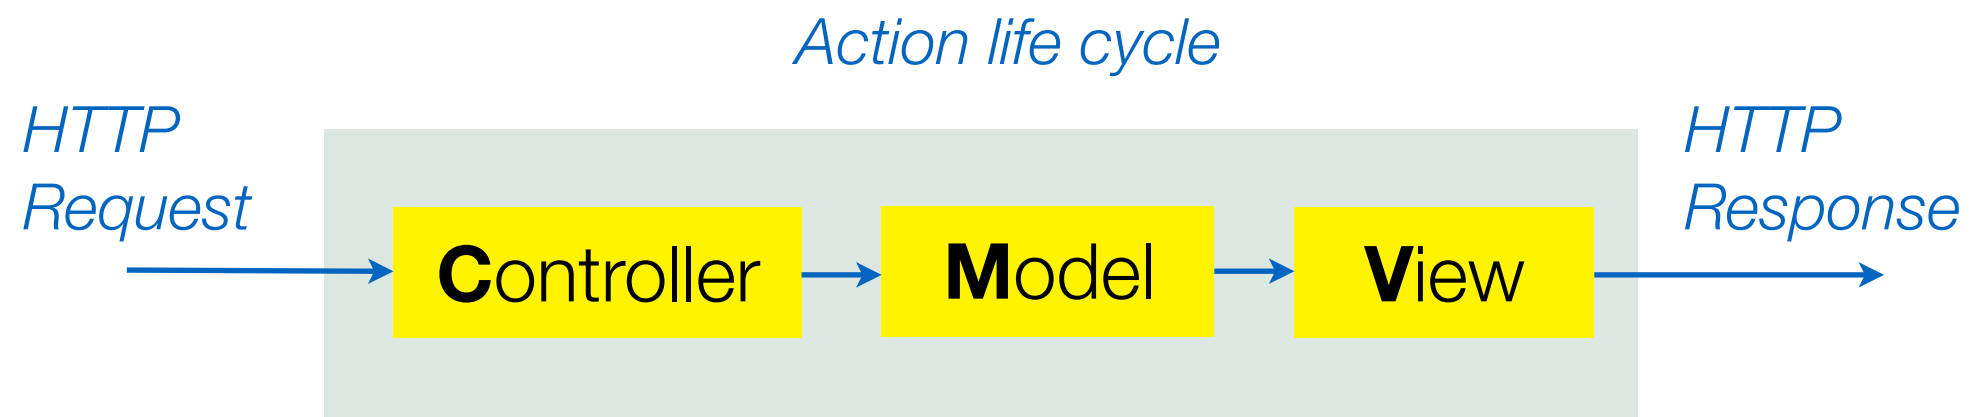 Action life cycle
HTTP
Request
Controller
Model
View
HTTP
Response